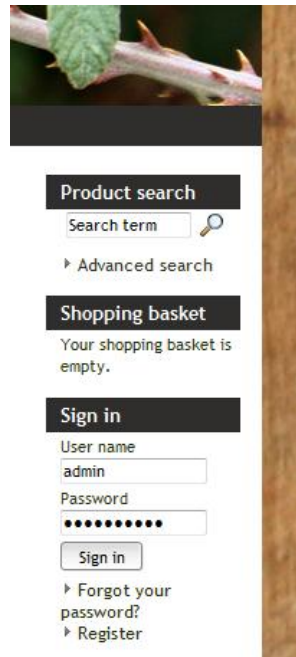 Product search
Search term
Advanced search
Shopping basket
Your shopping basket is
empty.
Sign in
User name
admin
Password
••••••••••
Sign in
Forgot your
password?
Register